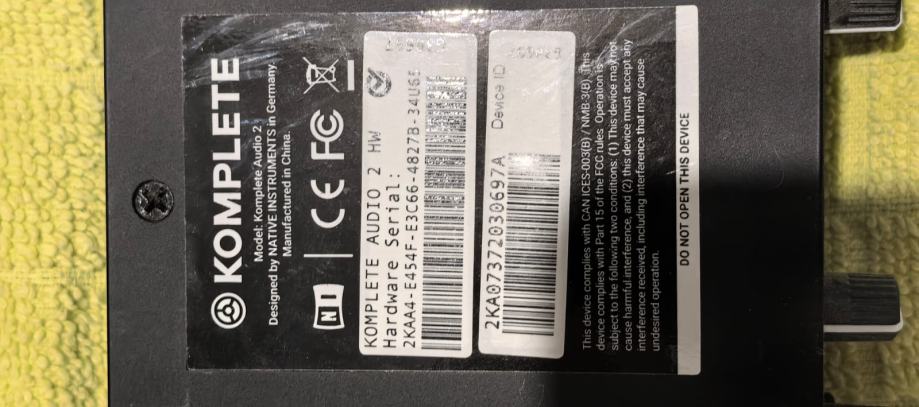 KOMPLETE
Model: Komplete Audio 2
Designed by NATIVE INSTRUMENTS in Germany.
Manufactured in China.
NI CE FC
KOMPLETE AUDIO 2 HW
Hardware Serial:
2KAA4-E454F-E3C66-4827B-34U65
2KA07372030697A Device ID
This device complies with CAN ICES-003(B) / NMB-3(B). This
device complies with Part 15 of the FCC rules. Operation is
subject to the following two conditions: (1) This device may not
cause harmful interference, and (2) this device must accept any
interference received, including interference that may cause
undesired operation.
DO NOT OPEN THIS DEVICE